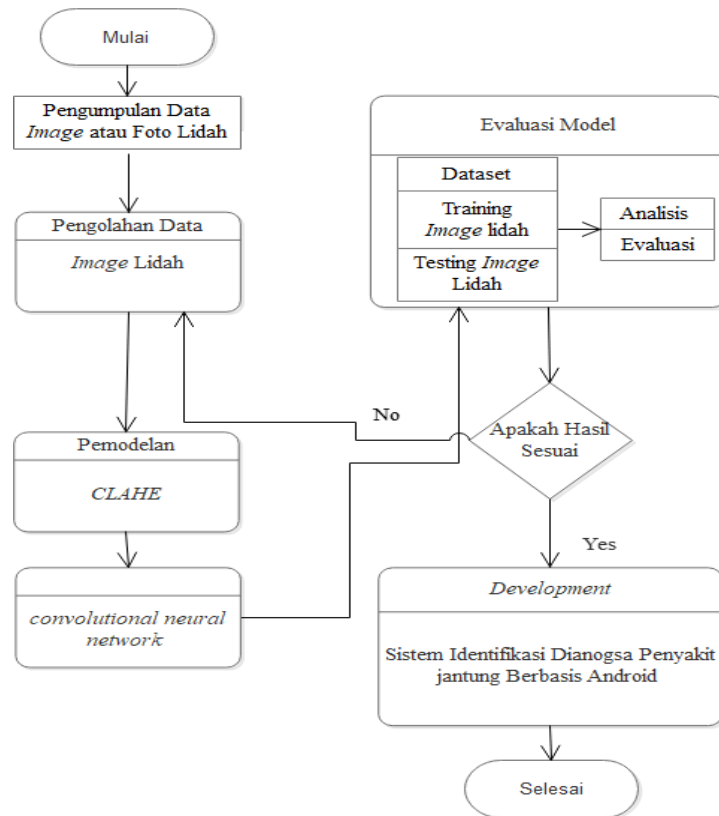 Mulai
Pengumpulan Data
Image atau Foto Lidah
Pengolahan Data
Image Lidah
Pemodelan
CLAHE
convolutional neural
network
Evaluasi Model
Dataset
Training
Image lidah
Testing Image
Lidah
Analisis
Evaluasi
Apakah Hasil
Sesuai
No
Yes
Development
Sistem Identifikasi Dianogsa Penyakit
jantung Berbasis Android
Selesai